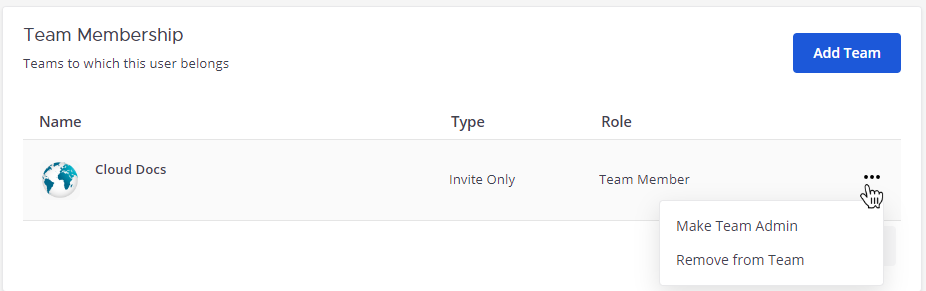 Team Membership
Teams to which this user belongs
Add Team
Name Type Role
Cloud Docs
Invite Only Team Member
Make Team Admin
Remove from Team